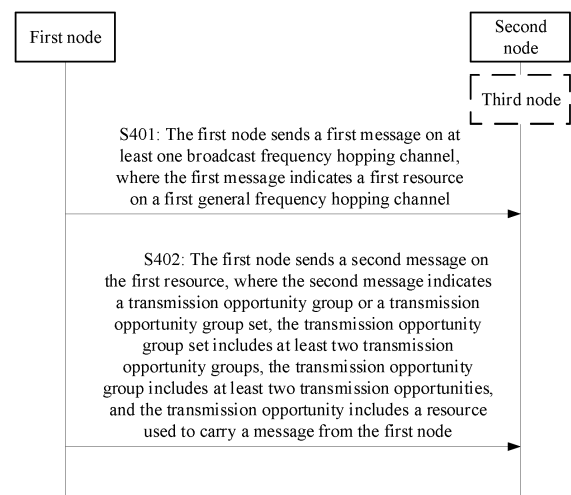 First node
Second
node
Third node
S401: The first node sends a first message on at
least one broadcast frequency hopping channel,
where the first message indicates a first resource
on a first general frequency hopping channel
S402: The first node sends a second message on
the first resource, where the second message indicates
a transmission opportunity group or a transmission
opportunity group set, the transmission opportunity
group set includes at least two transmission
opportunity groups, the transmission opportunity
group includes at least two transmission opportunities,
and the transmission opportunity includes a resource
used to carry a message from the first node